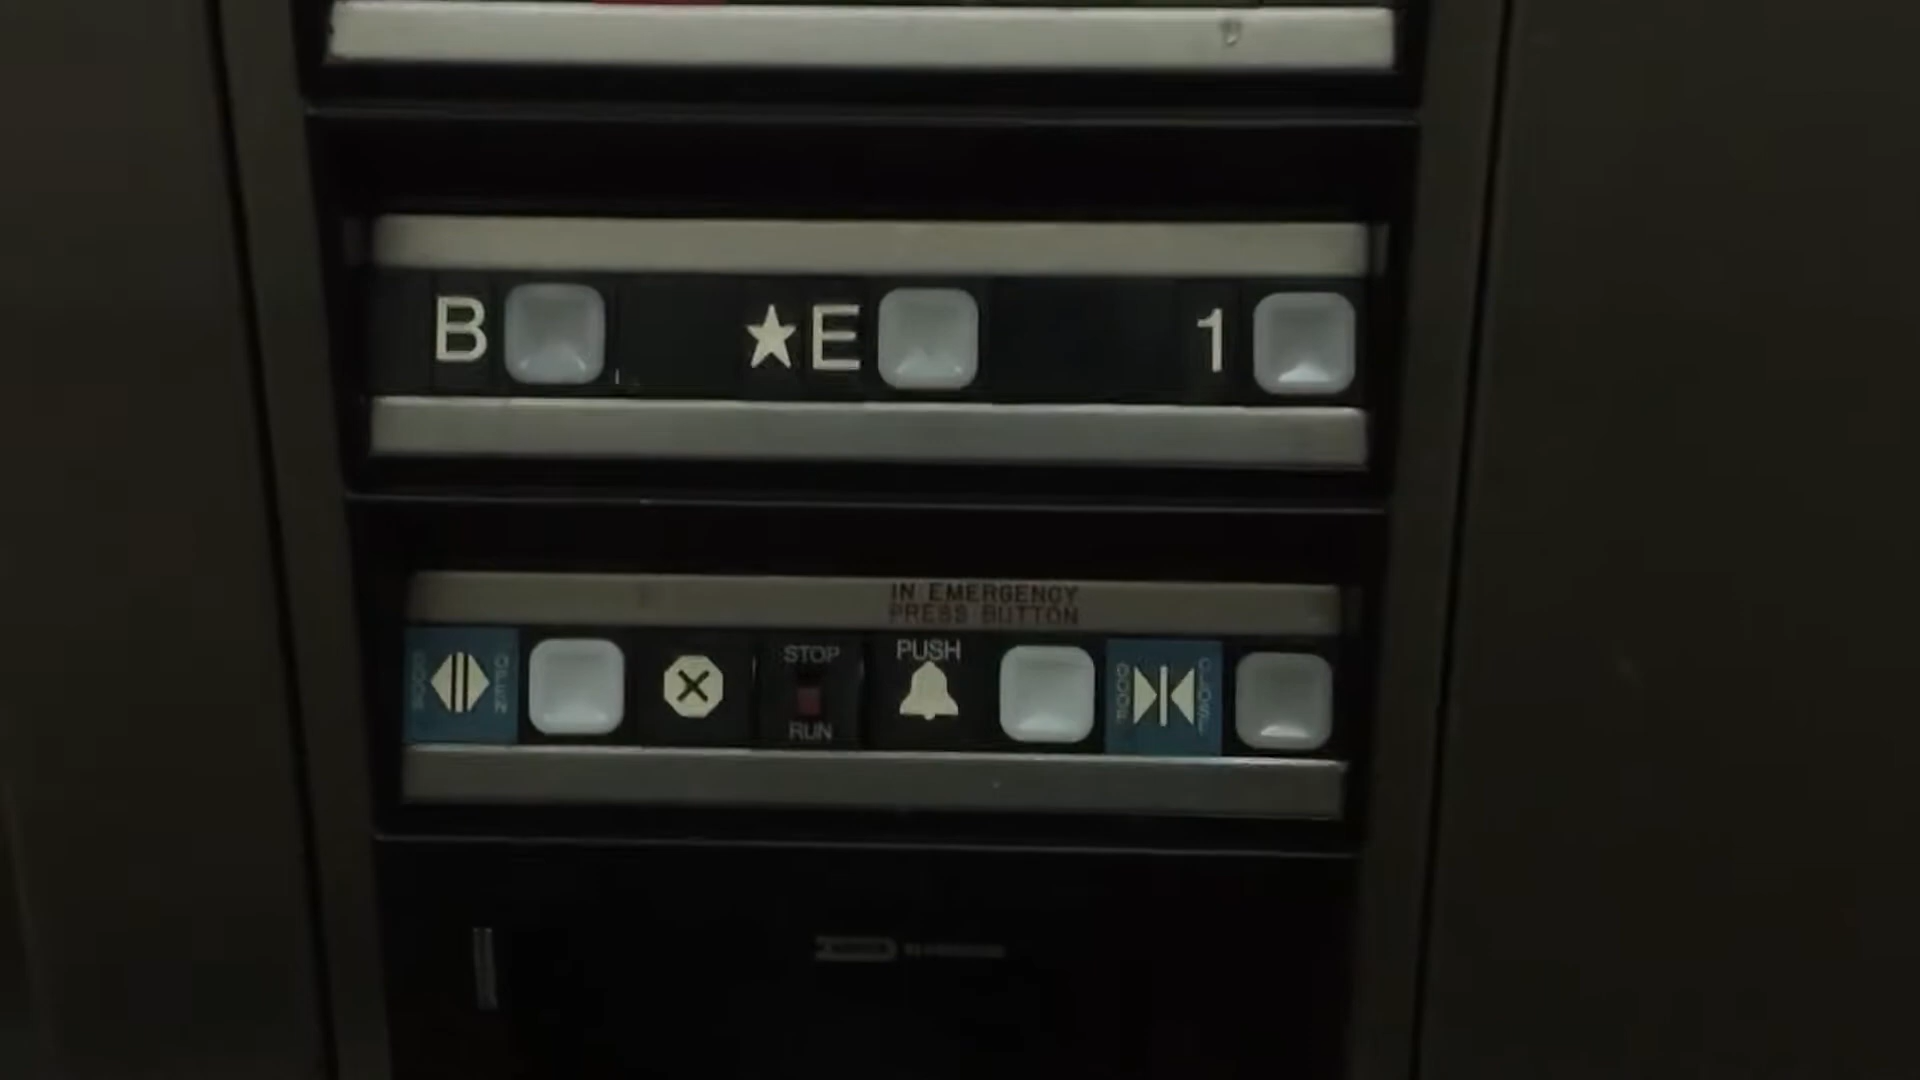 B ★E 1
IN EMERGENCY
PRESS BUTTON
DOOR OPEN
STOP
RUN
PUSH
DOOR CLOSE